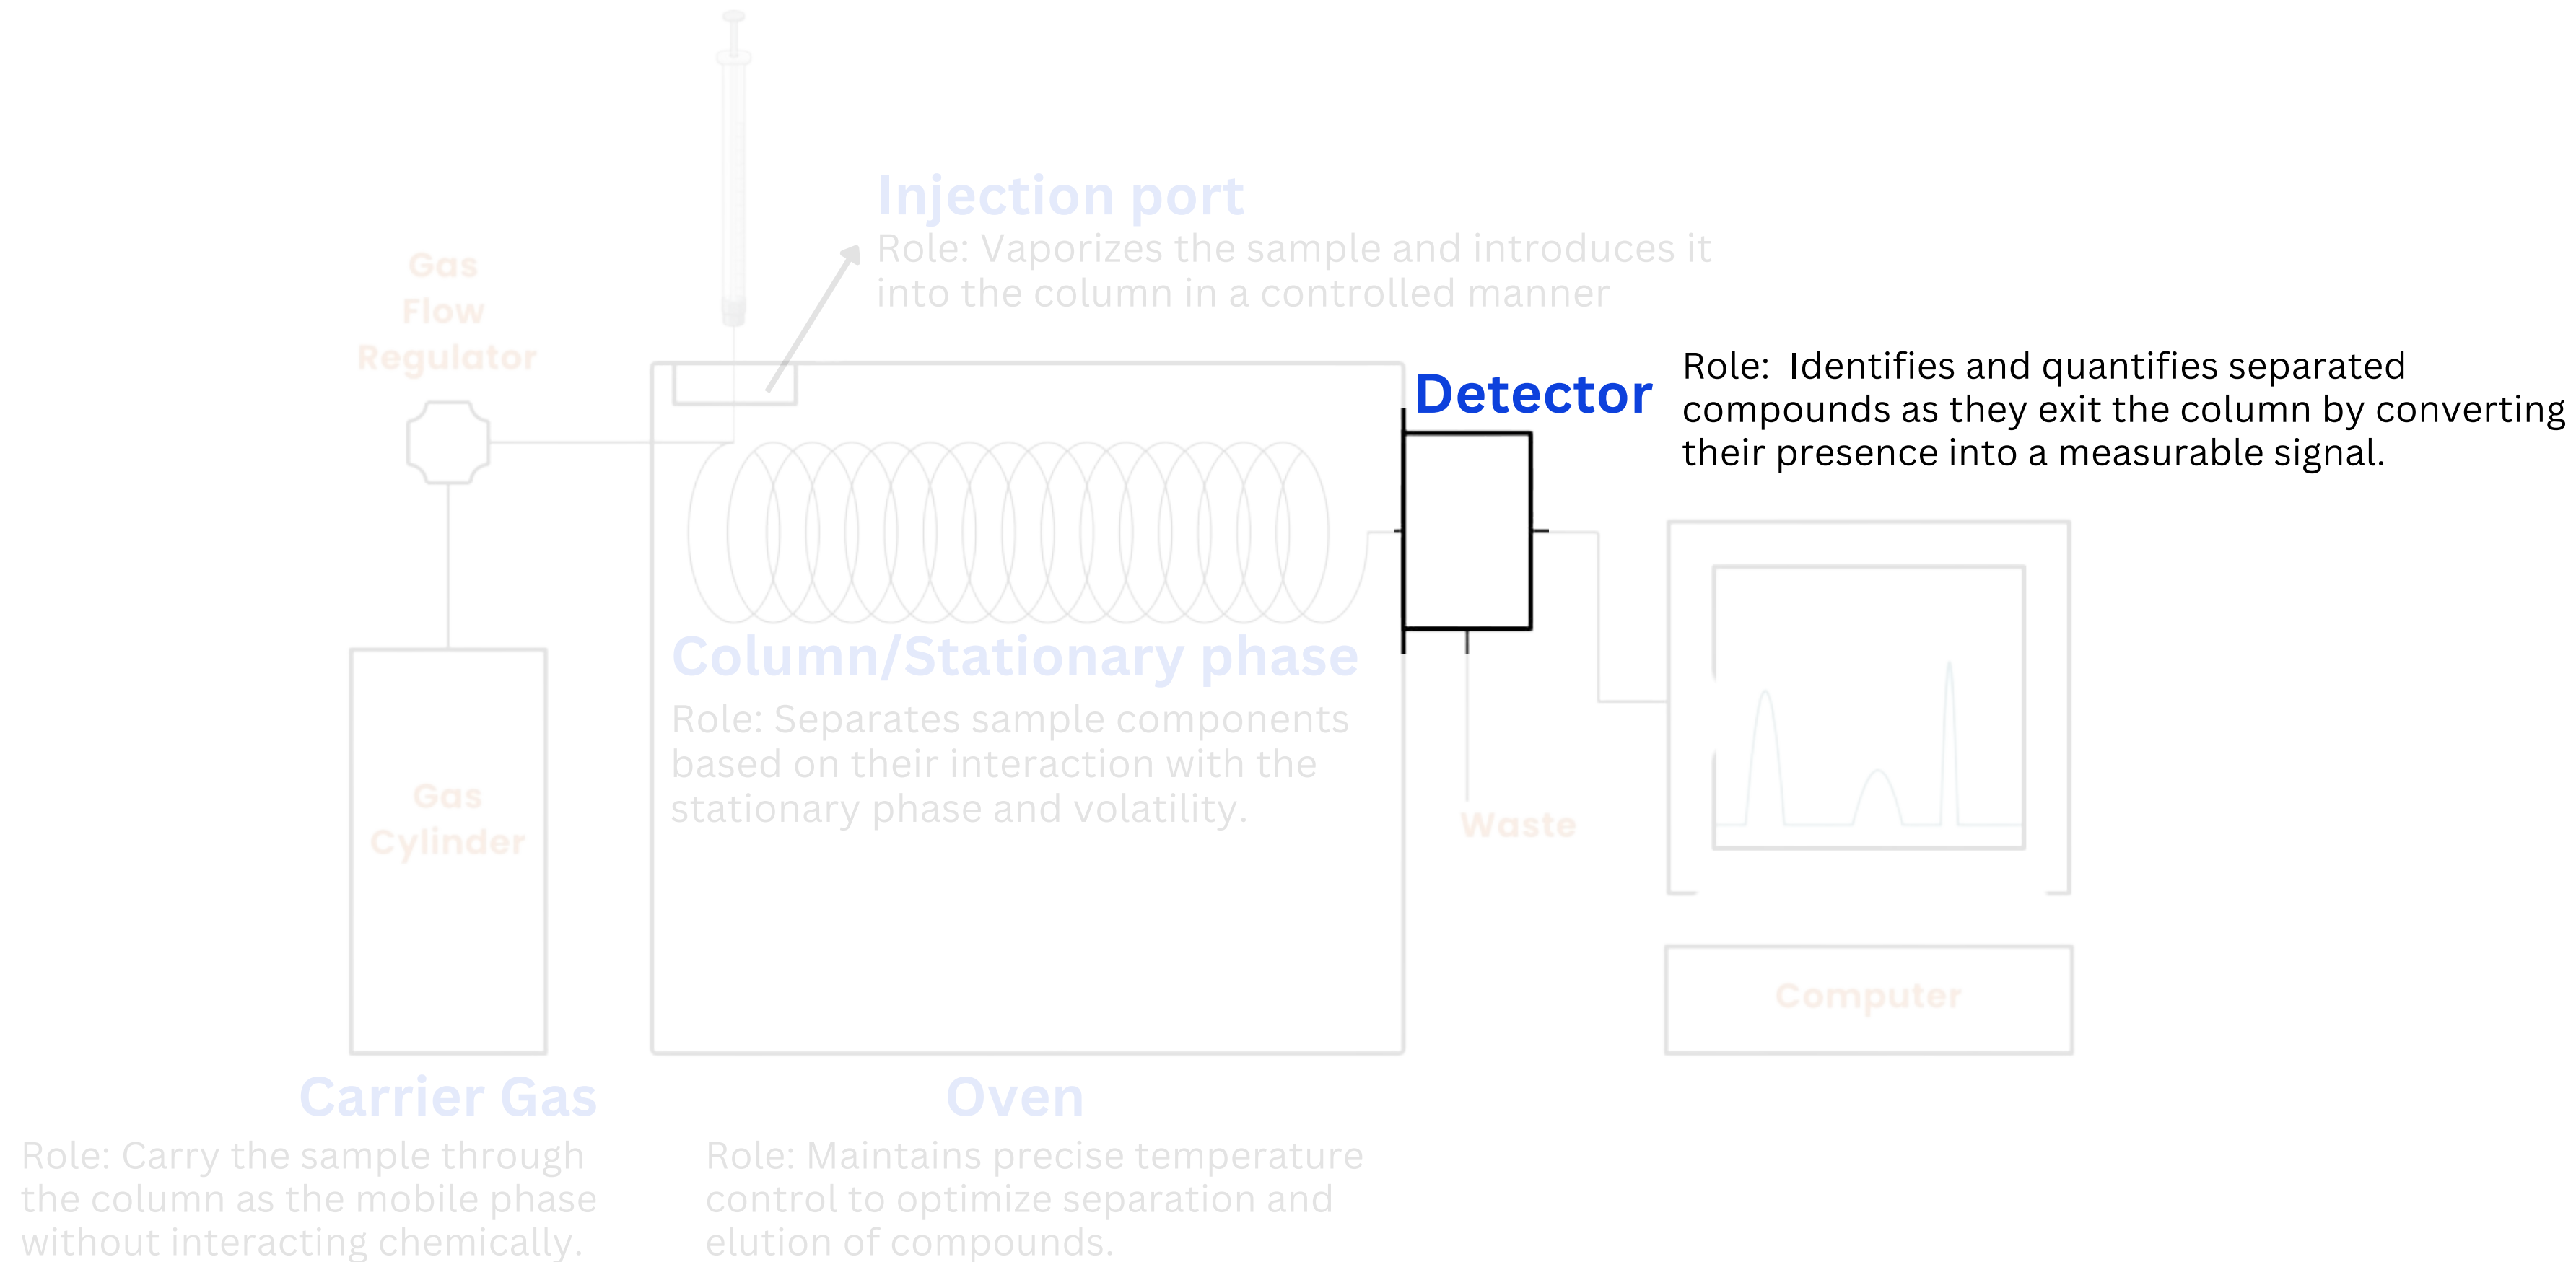 Injection port
Role: Vaporizes the sample and introduces it
into the column in a controlled manner
Gas
Flow
Regulator
Detector
Role:  Identifies and quantifies separated
compounds as they exit the column by converting
their presence into a measurable signal.
Column/Stationary phase
Role: Separates sample components
based on their interaction with the
stationary phase and volatility.
Gas
Cylinder
Waste
Computer
Carrier Gas
Role: Carry the sample through
the column as the mobile phase
without interacting chemically.
Oven
Role: Maintains precise temperature
control to optimize separation and
elution of compounds.